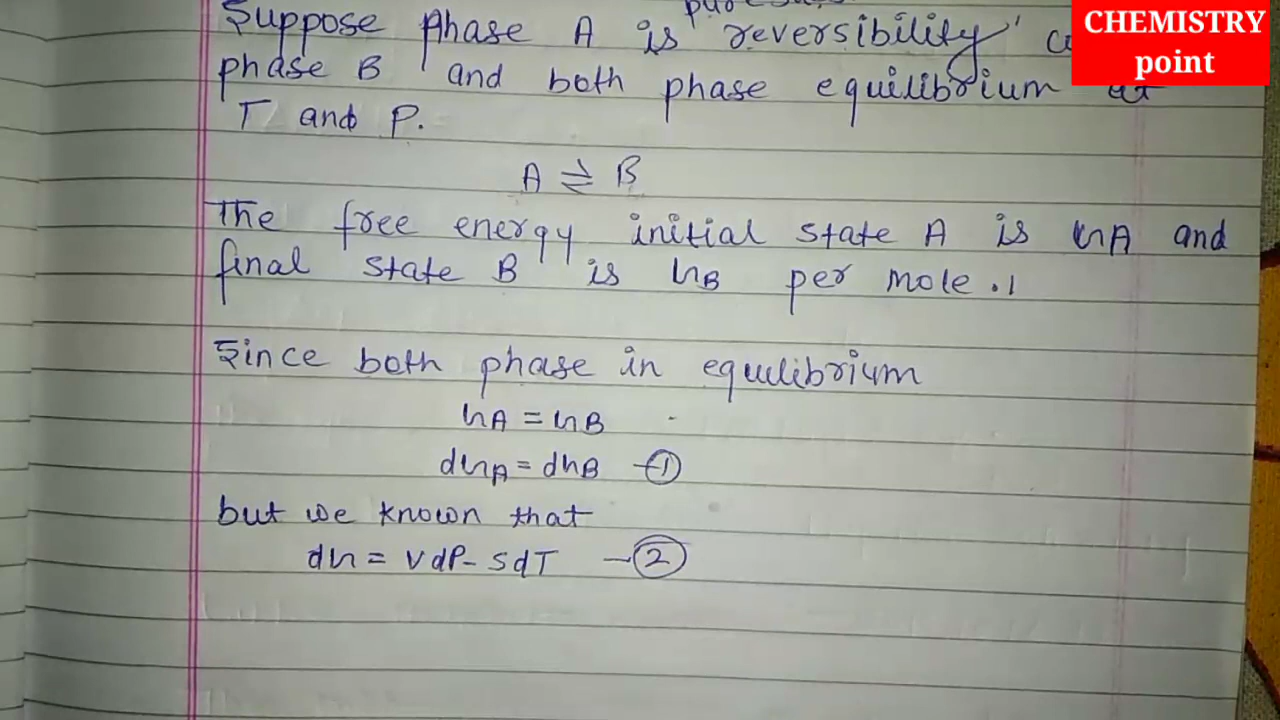 CHEMISTRY
point
Suppose phase A is reversibility
phase B and both phase equilibrium at
T and P.
A ⇌ B
The free energy initial state A is GA and
final state B is GB per mole.
Since both phase in equilibrium
GA = GB
dGA = dGB —①
but we known that
dG = VdP - SdT —②